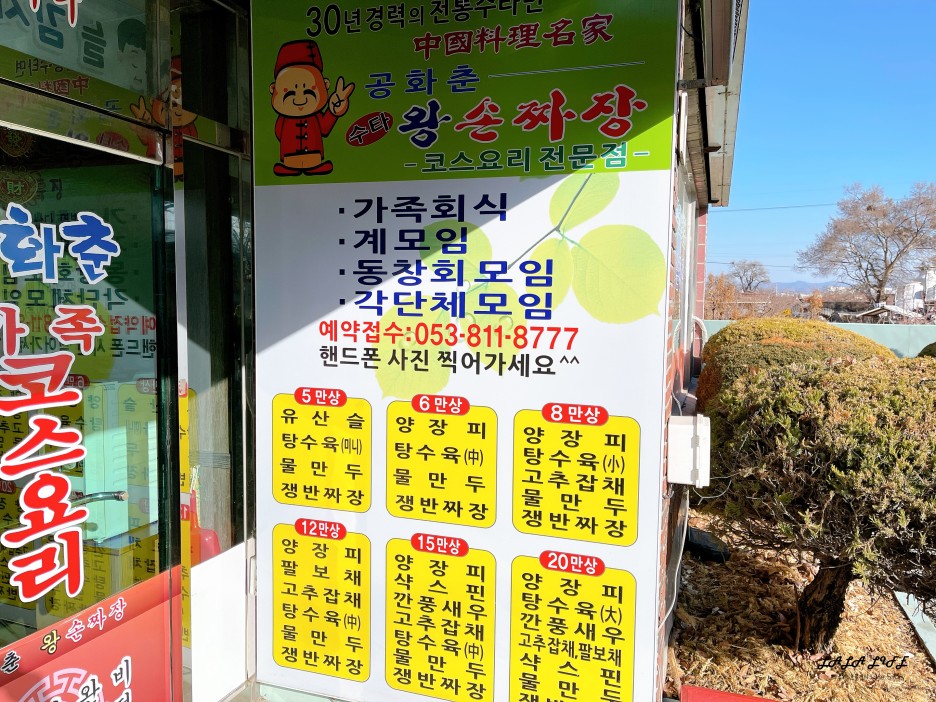 30년 경력의 전통수타면
中國料理名家
공화춘
수타 왕손짜장
-코스요리 전문점-
·가족회식
·계모임
·동창회모임
·각단체모임
예약접수:053-811-8777
핸드폰 사진 찍어가세요^^
5만상
유산슬
탕수육(미니)
물만두
쟁반짜장
6만상
양장피
탕수육(中)
물만두
쟁반짜장
8만상
양장피
탕수육(小)
고추잡채
물만두
쟁반짜장
12만상
양장피
팔보채
고추잡채
탕수육(中)
물만두
쟁반짜장
15만상
양장피
샥스핀
깐풍새우
고추잡채
탕수육(中)
물만두
쟁반짜장
20만상
양장피
탕수육(大)
깐풍새우
고추잡채,팔보채
샥스핀
물만두
財
화춘
가족
코스요리
춘 왕손짜장
LALA LIFE